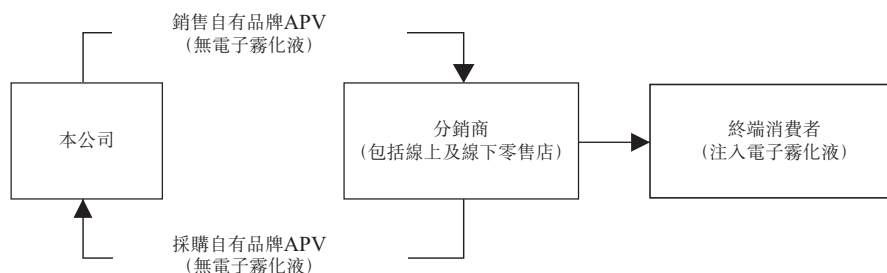 銷售自有品牌APV
（無電子霧化液）
本公司
分銷商
（包括線上及線下零售店）
終端消費者
（注入電子霧化液）
採購自有品牌APV
（無電子霧化液）